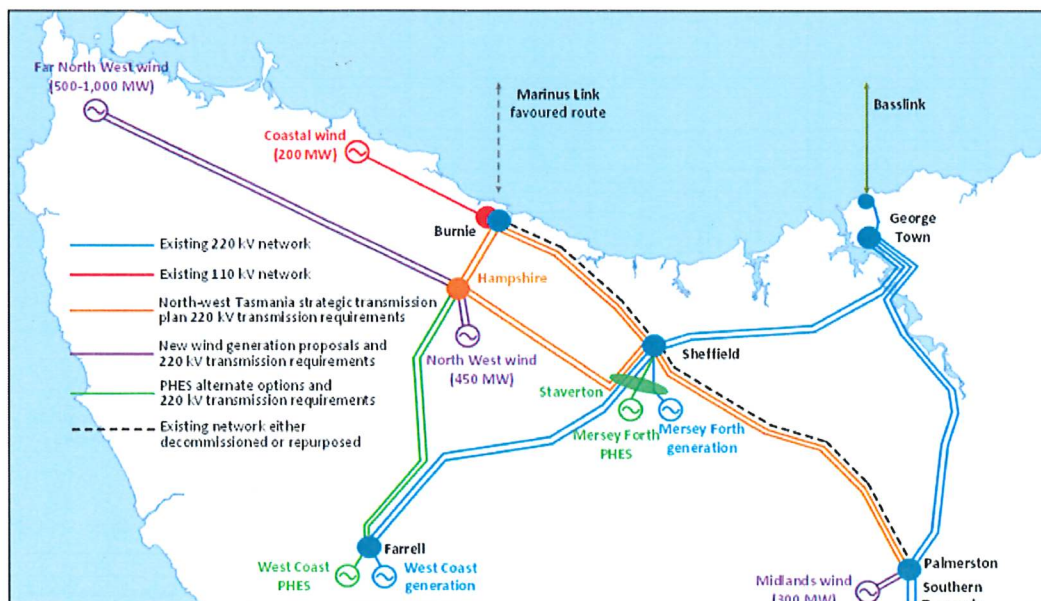 Far North West wind
(500-1,000 MW)
Marinus Link
favoured route
Basslink
Coastal wind
(200 MW)
Burnie
George
Town
Existing 220 kV network
Existing 110 kV network
Hampshire
North-west Tasmania strategic transmission
plan 220 kV transmission requirements
New wind generation proposals and
220 kV transmission requirements
North West wind
(450 MW)
Sheffield
PHES alternate options and
220 kV transmission requirements
Staverton
Existing network either
decommissioned or repurposed
Mersey Forth
PHES
Mersey Forth
generation
Farrell
West Coast
PHES
West Coast
generation
Palmerston
Midlands wind
(300 MW)
Southern